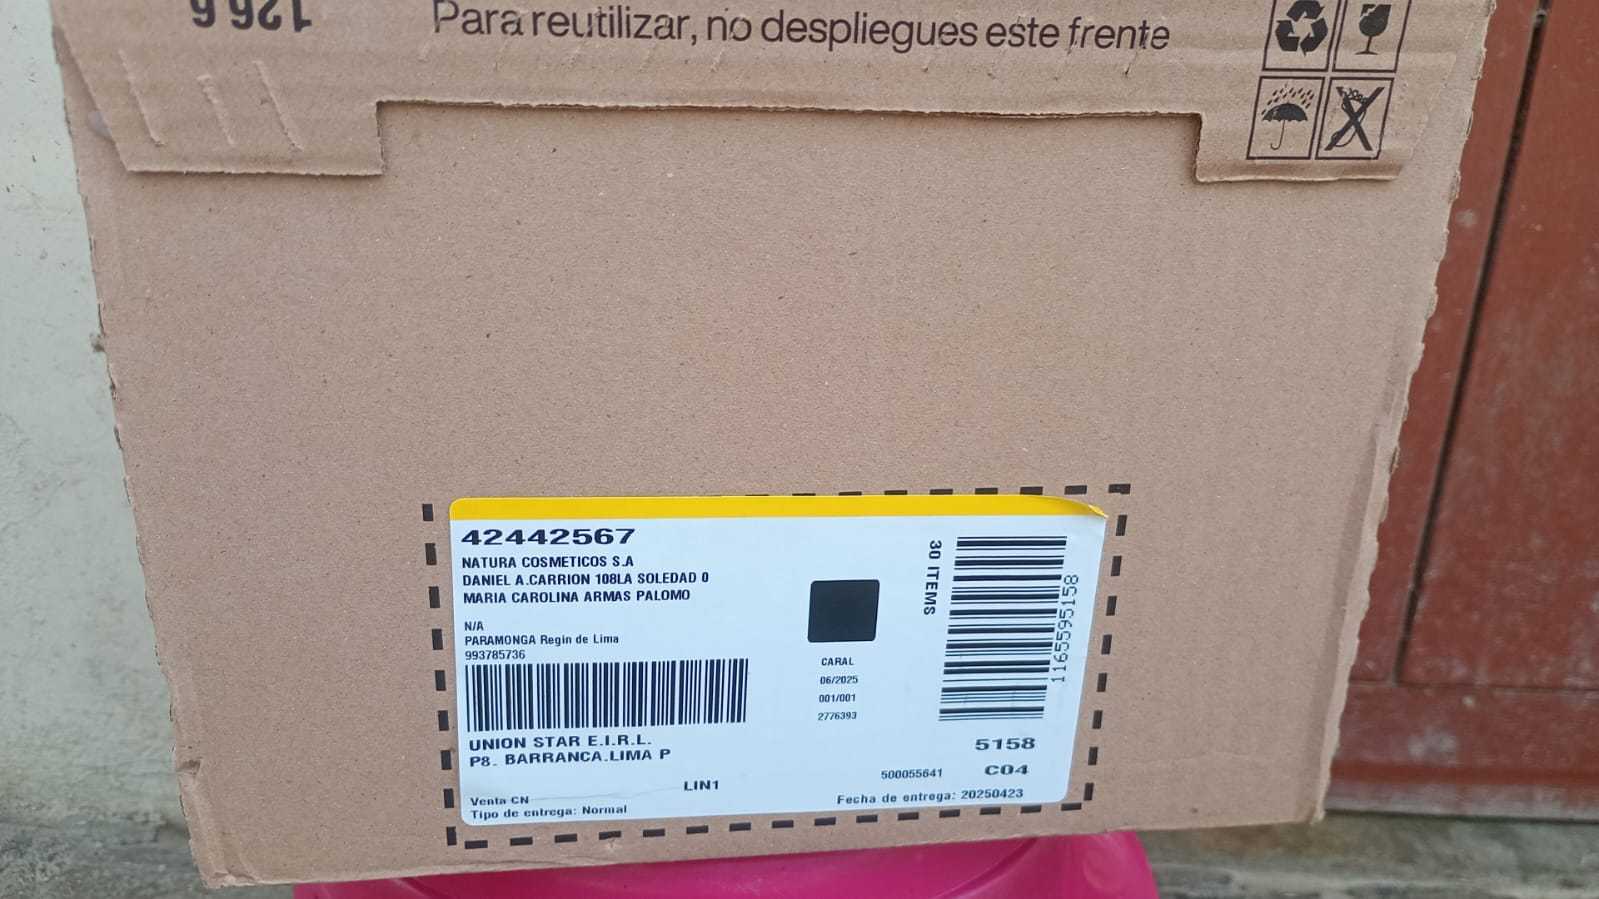 126.6
Para reutilizar, no despliegues este frente
42442567
NATURA COSMETICOS S.A
DANIEL A.CARRION 108LA SOLEDAD 0
MARIA CAROLINA ARMAS PALOMO
N/A
PARAMONGA Regin de Lima
993785736
UNION STAR E.I.R.L.
P8. BARRANCA.LIMA P
LIN1
Venta CN
Tipo de entrega: Normal
CARAL
06/2025
001/001
2776393
30 ITEMS
1165595158
5158
500055641 C04
Fecha de entrega: 20250423